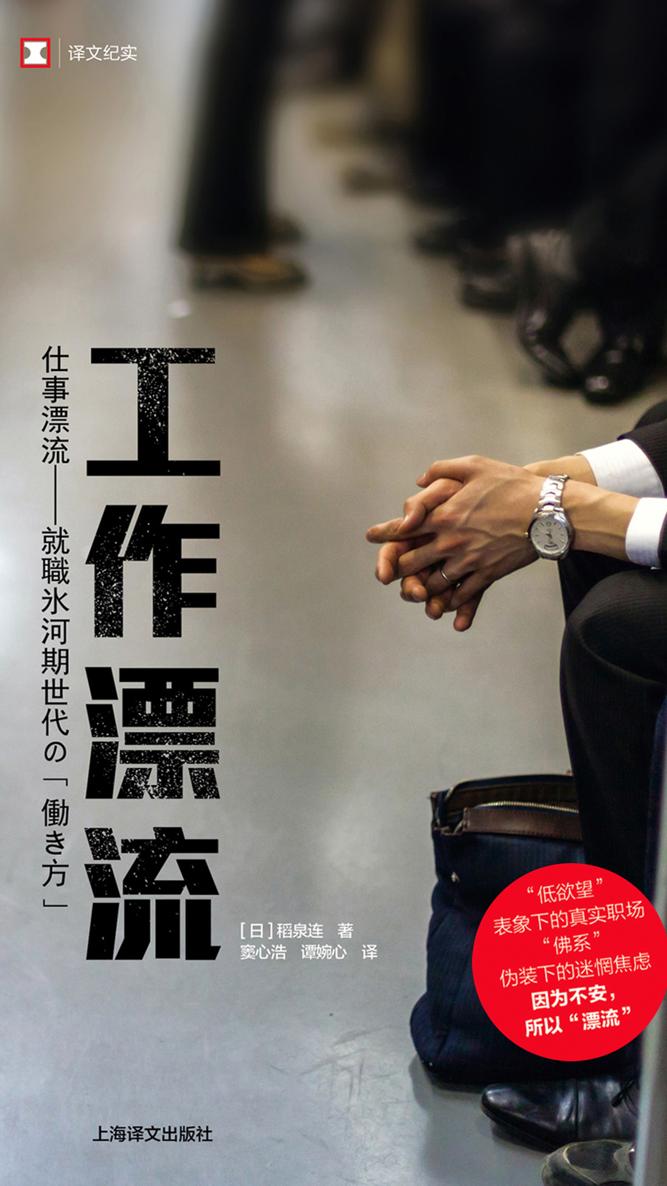 译文纪实
工作漂流
仕事漂流——就職氷河期世代の「働き方」
[日]稻泉连 著
窦心浩 谭婉心 译
“低欲望”
表象下的真实职场
“佛系”
伪装下的迷惘焦虑
因为不安，
所以“漂流”
上海译文出版社